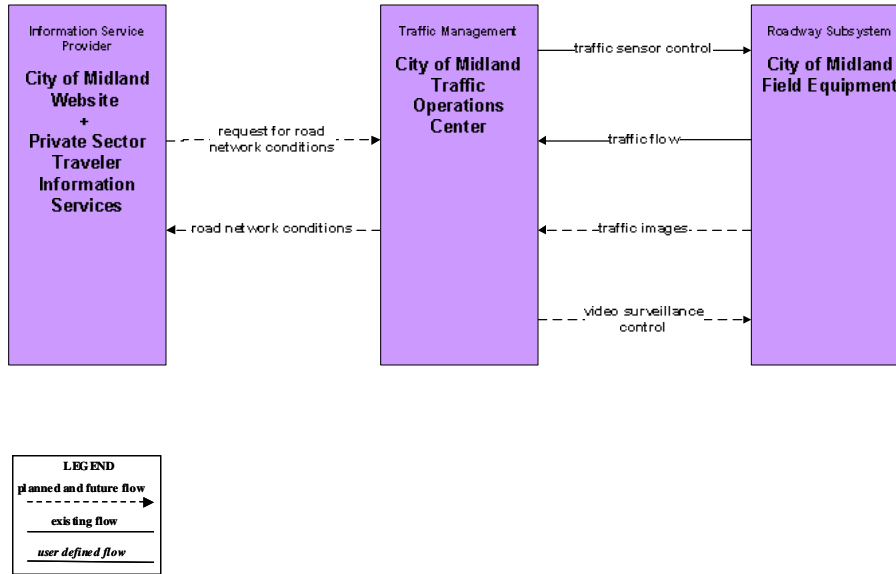 Information Service
Provider
City of Midland
Website
+
Private Sector
Traveler
Information
Services
request for road
network conditions
road network conditions
Traffic Management
City of Midland
Traffic
Operations
Center
traffic sensor control
traffic flow
traffic images
video surveillance
control
Roadway Subsystem
City of Midland
Field Equipment
LEGEND
planned and future flow
existing flow
user defined flow